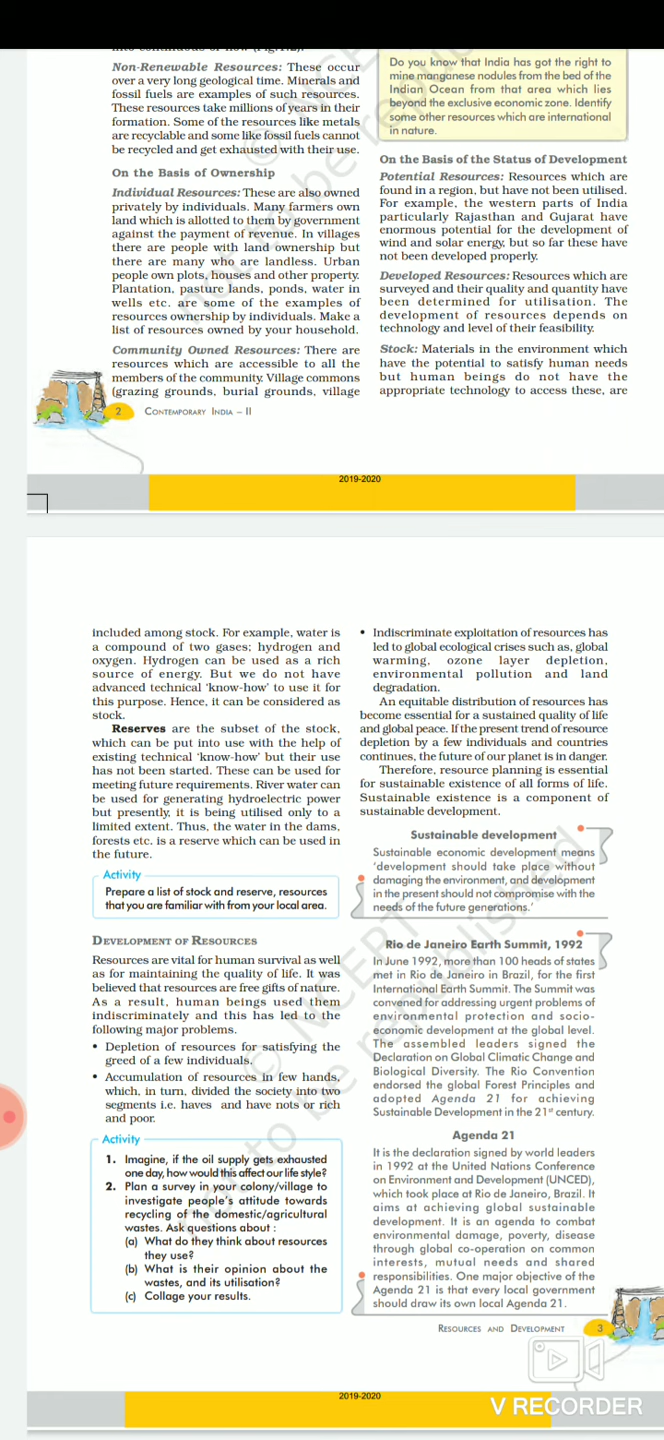 into continuous or flow (Fig.1.2).
Non-Renewable Resources: These occur
over a very long geological time. Minerals and
fossil fuels are examples of such resources.
These resources take millions of years in their
formation. Some of the resources like metals
are recyclable and some like fossil fuels cannot
be recycled and get exhausted with their use.
On the Basis of Ownership
Individual Resources: These are also owned
privately by individuals. Many farmers own
land which is allotted to them by government
against the payment of revenue. In villages
there are people with land ownership but
there are many who are landless. Urban
people own plots, houses and other property.
Plantation, pasture lands, ponds, water in
wells etc. are some of the examples of
resources ownership by individuals. Make a
list of resources owned by your household.
Community Owned Resources: There are
resources which are accessible to all the
members of the community. Village commons
(grazing grounds, burial grounds, village
Do you know that India has got the right to
mine manganese nodules from the bed of the
Indian Ocean from that area which lies
beyond the exclusive economic zone. Identify
some other resources which are international
in nature.
On the Basis of the Status of Development
Potential Resources: Resources which are
found in a region, but have not been utilised.
For example, the western parts of India
particularly Rajasthan and Gujarat have
enormous potential for the development of
wind and solar energy, but so far these have
not been developed properly.
Developed Resources: Resources which are
surveyed and their quality and quantity have
been determined for utilisation. The
development of resources depends on
technology and level of their feasibility.
Stock: Materials in the environment which
have the potential to satisfy human needs
but human beings do not have the
appropriate technology to access these, are
2 CONTEMPORARY INDIA – II
2019-2020
included among stock. For example, water is
a compound of two gases; hydrogen and
oxygen. Hydrogen can be used as a rich
source of energy. But we do not have
advanced technical ‘know-how’ to use it for
this purpose. Hence, it can be considered as
stock.
Reserves are the subset of the stock,
which can be put into use with the help of
existing technical ‘know-how’ but their use
has not been started. These can be used for
meeting future requirements. River water can
be used for generating hydroelectric power
but presently, it is being utilised only to a
limited extent. Thus, the water in the dams,
forests etc. is a reserve which can be used in
the future.
Activity
Prepare a list of stock and reserve, resources
that you are familiar with from your local area.
DEVELOPMENT OF RESOURCES
Resources are vital for human survival as well
as for maintaining the quality of life. It was
believed that resources are free gifts of nature.
As a result, human beings used them
indiscriminately and this has led to the
following major problems.
• Depletion of resources for satisfying the
greed of a few individuals.
• Accumulation of resources in few hands,
which, in turn, divided the society into two
segments i.e. haves and have nots or rich
and poor.
Activity
1. Imagine, if the oil supply gets exhausted
one day, how would this affect our life style?
2. Plan a survey in your colony/village to
investigate people’s attitude towards
recycling of the domestic/agricultural
wastes. Ask questions about :
(a) What do they think about resources
they use?
(b) What is their opinion about the
wastes, and its utilisation?
(c) Collage your results.
• Indiscriminate exploitation of resources has
led to global ecological crises such as, global
warming, ozone layer depletion,
environmental pollution and land
degradation.
An equitable distribution of resources has
become essential for a sustained quality of life
and global peace. If the present trend of resource
depletion by a few individuals and countries
continues, the future of our planet is in danger.
Therefore, resource planning is essential
for sustainable existence of all forms of life.
Sustainable existence is a component of
sustainable development.
Sustainable development
Sustainable economic development means
‘development should take place without
damaging the environment, and development
in the present should not compromise with the
needs of the future generations.’
Rio de Janeiro Earth Summit, 1992
In June 1992, more than 100 heads of states
met in Rio de Janeiro in Brazil, for the first
International Earth Summit. The Summit was
convened for addressing urgent problems of
environmental protection and socio-
economic development at the global level.
The assembled leaders signed the
Declaration on Global Climatic Change and
Biological Diversity. The Rio Convention
endorsed the global Forest Principles and
adopted Agenda 21 for achieving
Sustainable Development in the 21st century.
Agenda 21
It is the declaration signed by world leaders
in 1992 at the United Nations Conference
on Environment and Development (UNCED),
which took place at Rio de Janeiro, Brazil. It
aims at achieving global sustainable
development. It is an agenda to combat
environmental damage, poverty, disease
through global co-operation on common
interests, mutual needs and shared
responsibilities. One major objective of the
Agenda 21 is that every local government
should draw its own local Agenda 21.
RESOURCES AND DEVELOPMENT 3
2019-2020
V RECORDER
© NCERT
not to be republished